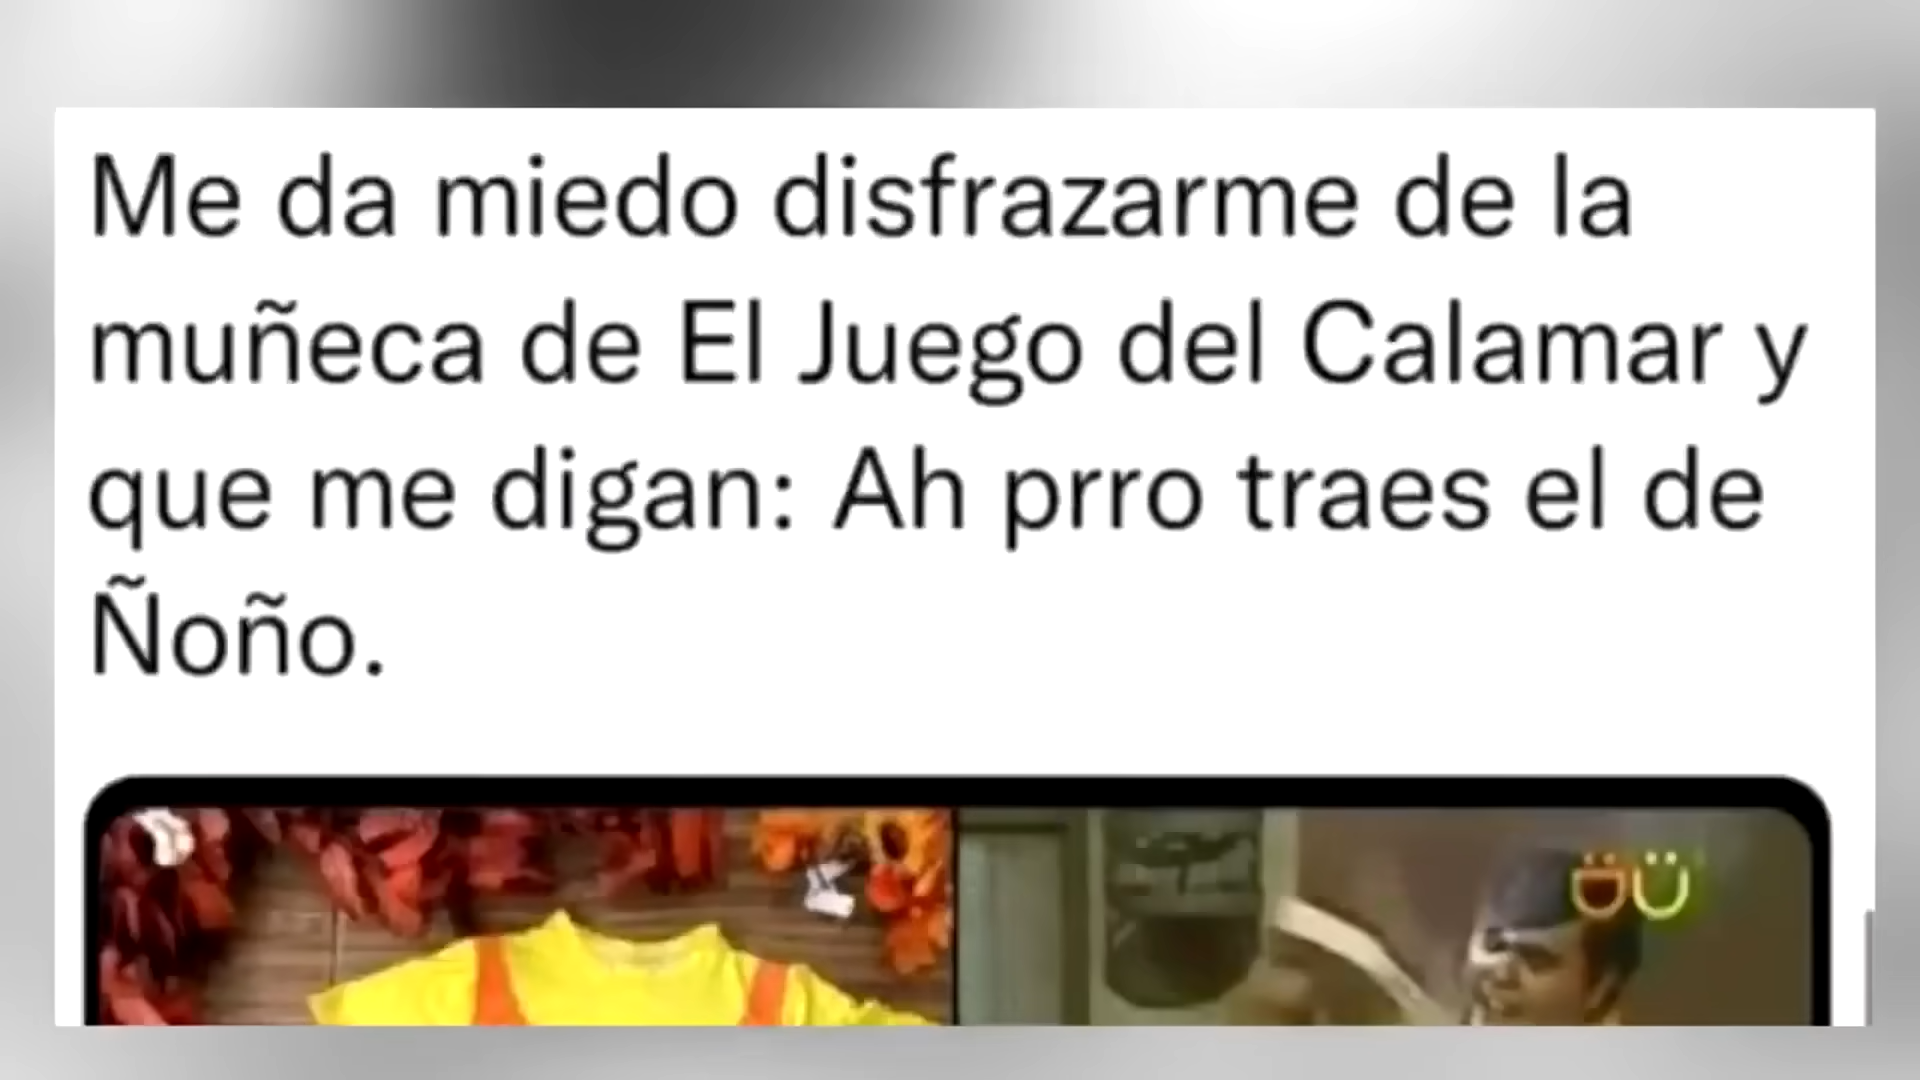 Me da miedo disfrazarme de la
muñeca de El Juego del Calamar y
que me digan: Ah prro traes el de
Ñoño.